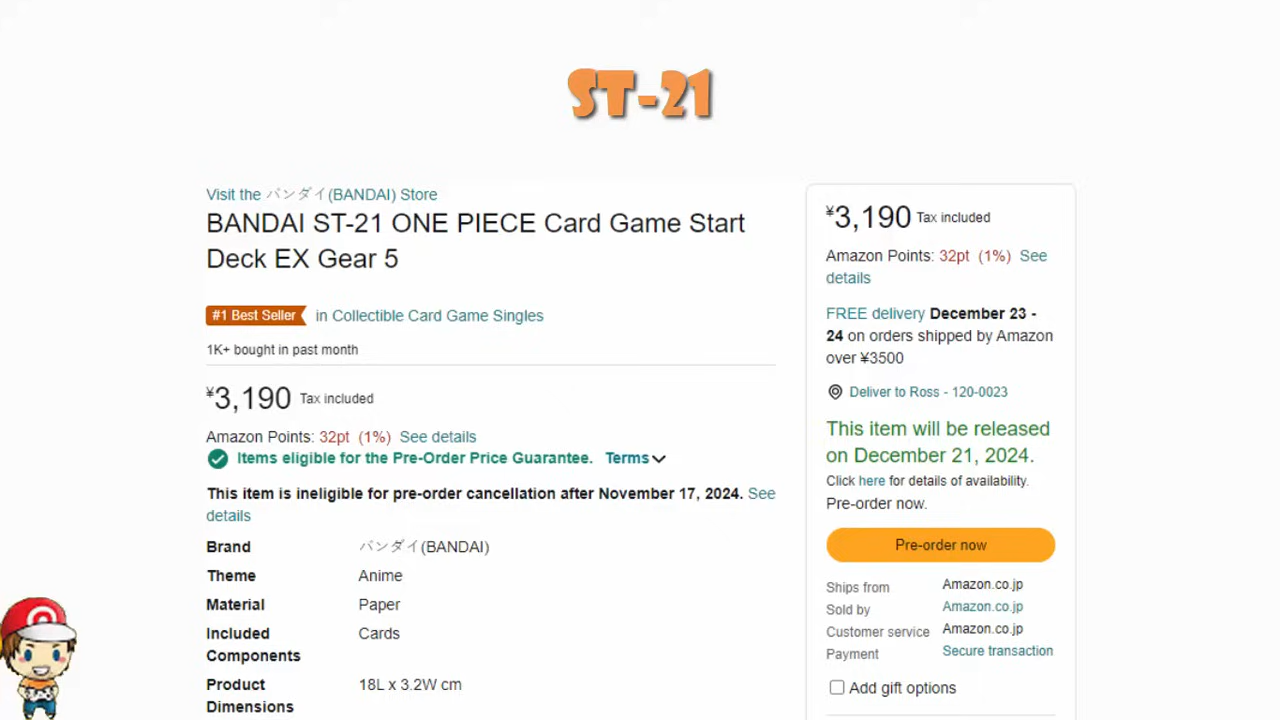 ST-21
Visit the バンダイ(BANDAI) Store
BANDAI ST-21 ONE PIECE Card Game Start
Deck EX Gear 5
#1 Best Seller in Collectible Card Game Singles
1K+ bought in past month
¥3,190 Tax included
Amazon Points: 32pt (1%) See details
Items eligible for the Pre-Order Price Guarantee. Terms
This item is ineligible for pre-order cancellation after November 17, 2024. See
details
Brand バンダイ(BANDAI)
Theme Anime
Material Paper
Included Cards
Components
Product 18L x 3.2W cm
Dimensions
¥3,190 Tax included
Amazon Points: 32pt (1%) See
details
FREE delivery December 23 -
24 on orders shipped by Amazon
over ¥3500
Deliver to Ross - 120-0023
This item will be released
on December 21, 2024.
Click here for details of availability.
Pre-order now.
Pre-order now
Ships from Amazon.co.jp
Sold by Amazon.co.jp
Customer service Amazon.co.jp
Payment Secure transaction
Add gift options